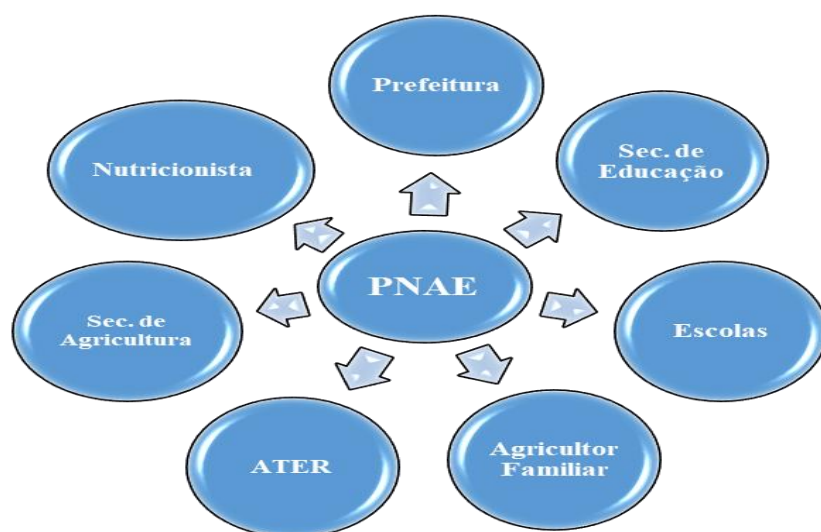 Prefeitura
Sec. de
Educação
Nutricionista
PNAE
Sec. de
Agricultura
Escolas
ATER
Agricultor
Familiar